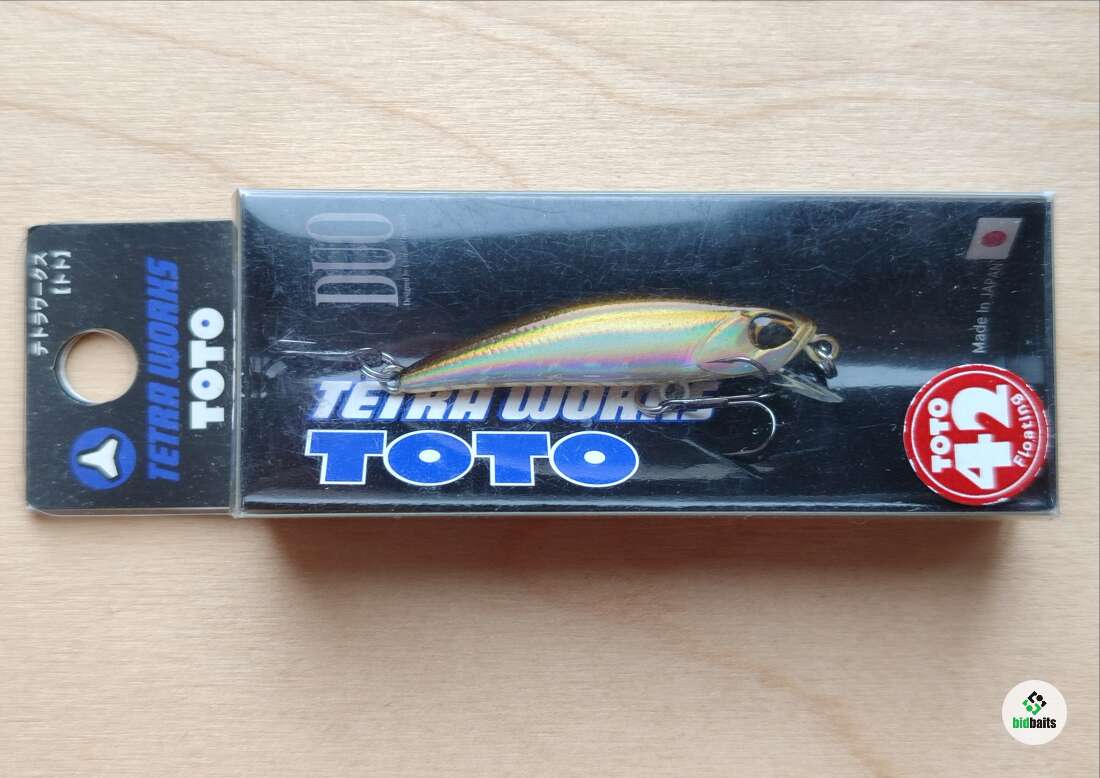 テトラワークス
【トト】
TETRA WORKS
TOTO
DUO
TETRA WORKS
TOTO
Made in JAPAN
TOTO
42
Floating
bidbaits